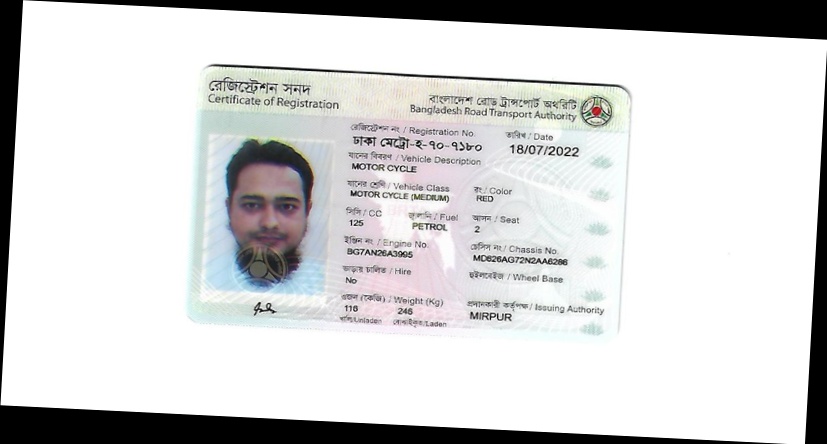 রেজিস্ট্রেশন সনদ
Certificate of Registration
বাংলাদেশ রোড ট্রান্সপোর্ট অথরিটি
Bangladesh Road Transport Authority
রেজিস্ট্রেশন নং / Registration No.
ঢাকা মেট্রো-হ-৭০-৭১৮০
তারিখ / Date
18/07/2022
যানের বিবরণ / Vehicle Description
MOTOR CYCLE
যানের শ্রেণি / Vehicle Class
MOTOR CYCLE (MEDIUM)
রং / Color
RED
সিসি / CC
125
জ্বালানি / Fuel
PETROL
আসন / Seat
2
ইঞ্জিন নং / Engine No.
BG7AN26A3995
চেসিস নং / Chassis No.
MD626AG72N2AA6286
ভাড়ায় চালিত / Hire
No
হুইলবেইজ / Wheel Base
ওজন (কেজি) / Weight (Kg)
116 246
খালি/Unladen বোঝাইকৃত/Laden
প্রদানকারী কর্তৃপক্ষ / Issuing Authority
MIRPUR